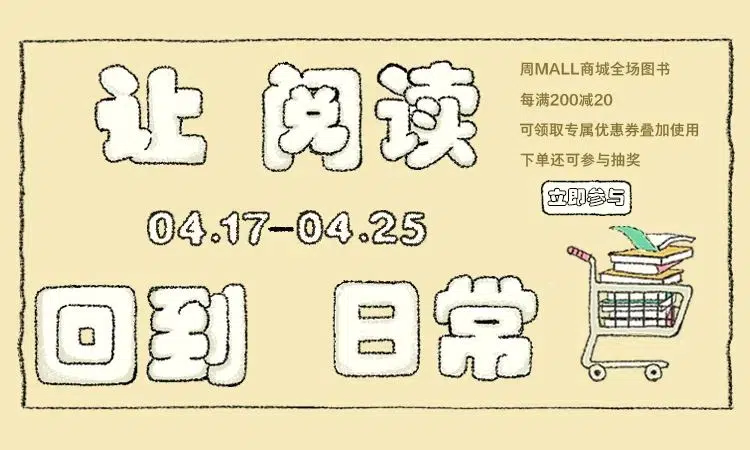 让 阅读
04.17-04.25
回到 日常
周MALL商城全场图书
每满200减20
可领取专属优惠券叠加使用
下单还可参与抽奖
立即参与